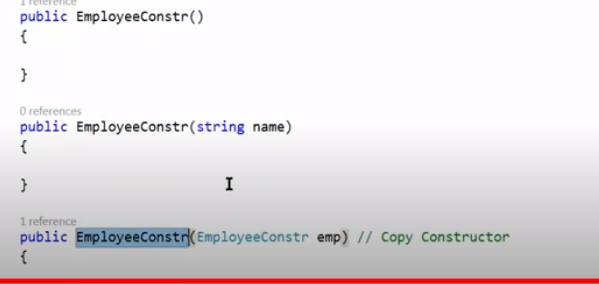 1 reference
public EmployeeConstr()
{
}
0 references
public EmployeeConstr(string name)
{
}
1 reference
public EmployeeConstr(EmployeeConstr emp) // Copy Constructor
{